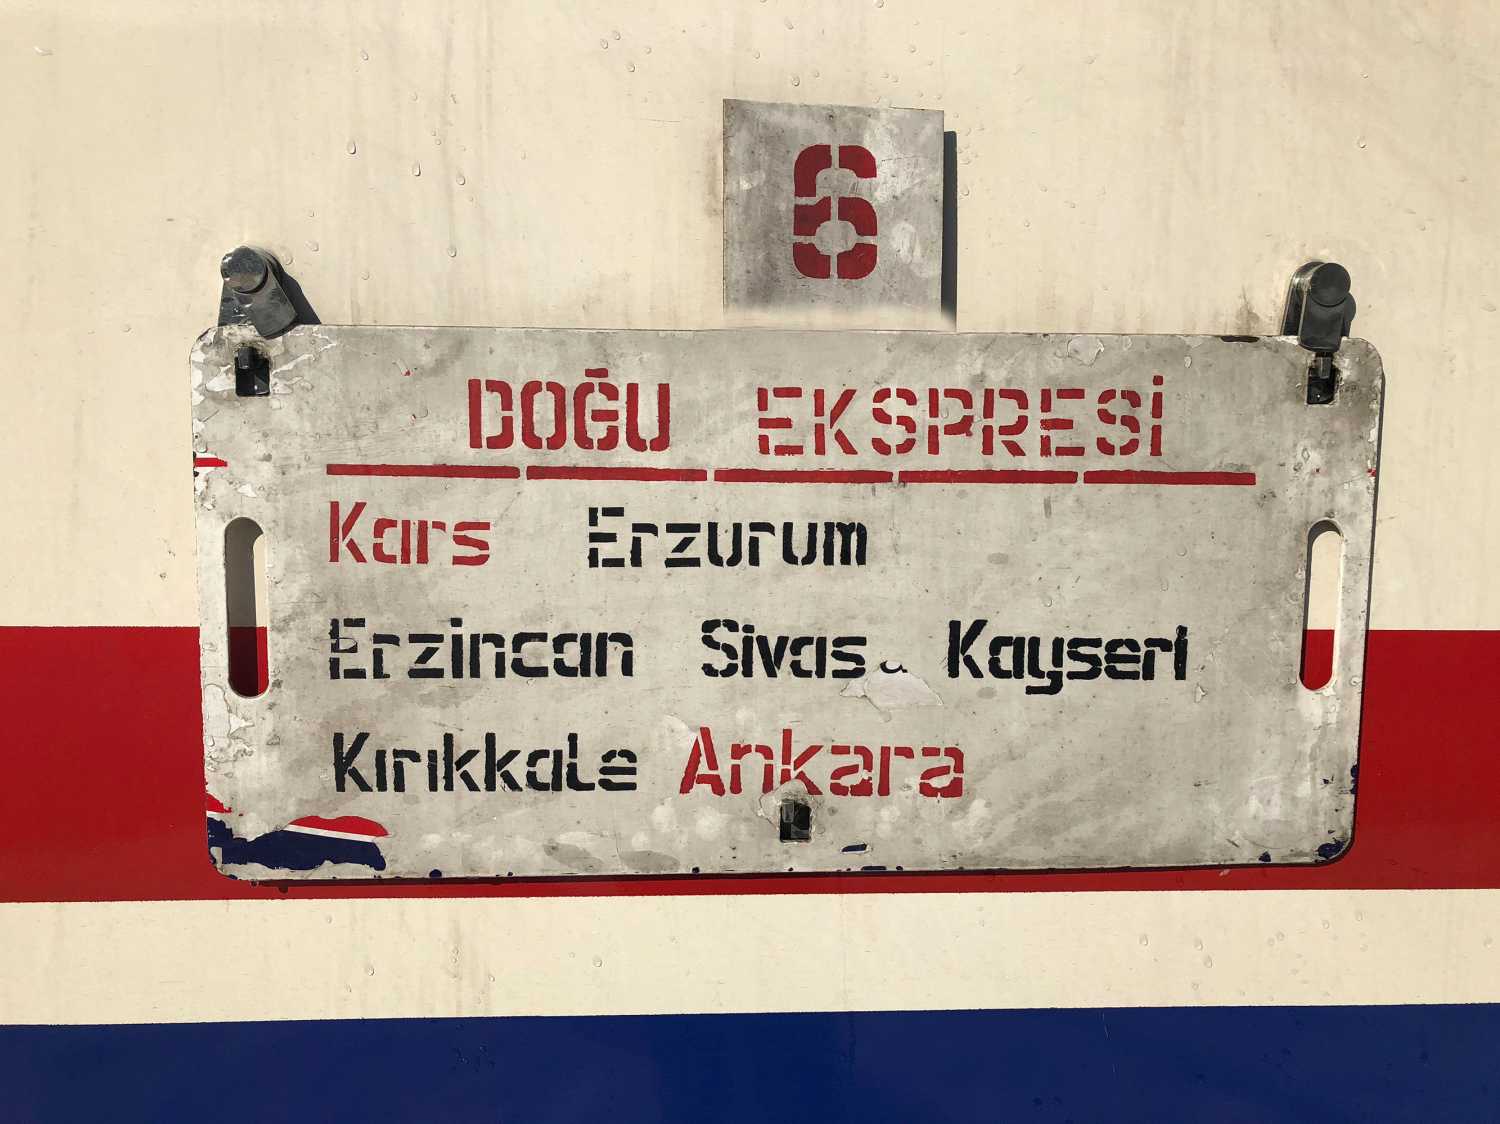 6
DOĞU EKSPRESİ
Kars Erzurum
Erzincan Sivas Kayseri
Kırıkkale Ankara